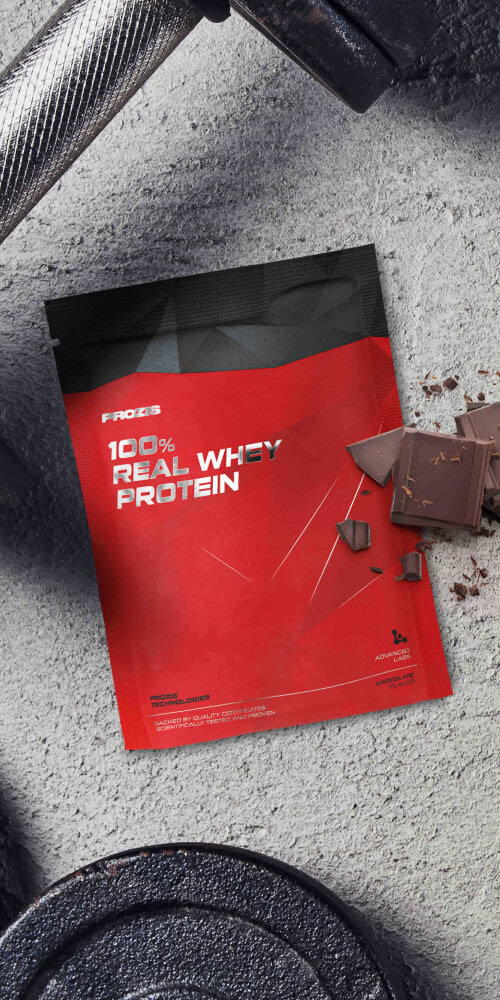 PROZIS
100%
REAL WHEY
PROTEIN
ADVANCED
LABS
PROZIS
TECHNOLOGIES
CHOCOLATE
FLAVOR
BACKED BY QUALITY CERTIFICATES
SCIENTIFICALLY TESTED AND PROVEN